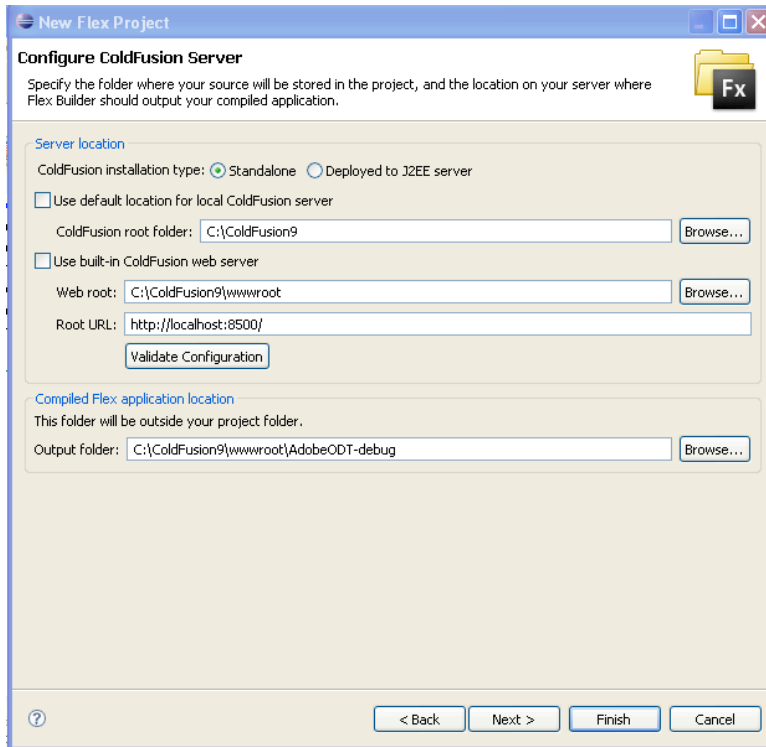 New Flex Project
Configure ColdFusion Server
Specify the folder where your source will be stored in the project, and the location on your server where
Flex Builder should output your compiled application.
Fx
Server location
ColdFusion installation type: Standalone Deployed to J2EE server
Use default location for local ColdFusion server
ColdFusion root folder: C:\ColdFusion9 Browse...
Use built-in ColdFusion web server
Web root: C:\ColdFusion9\wwwroot Browse...
Root URL: http://localhost:8500/
Validate Configuration
Compiled Flex application location
This folder will be outside your project folder.
Output folder: C:\ColdFusion9\wwwroot\AdobeODT-debug Browse...
? < Back Next > Finish Cancel